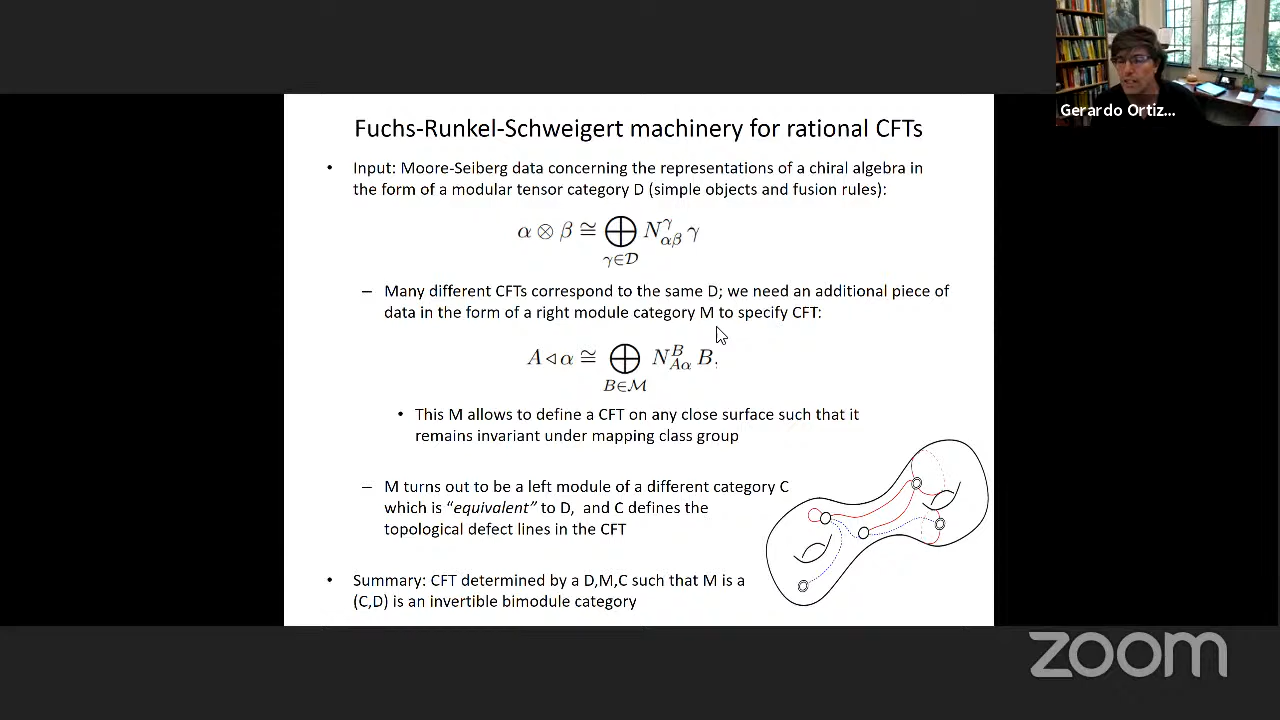 Gerardo Ortiz...
Fuchs-Runkel-Schweigert machinery for rational CFTs
• Input: Moore-Seiberg data concerning the representations of a chiral algebra in
the form of a modular tensor category D (simple objects and fusion rules):
α ⊗ β ≅ ⨁_{γ∈𝒟} N^γ_{αβ} γ
– Many different CFTs correspond to the same D; we need an additional piece of
data in the form of a right module category M to specify CFT:
A ◁ α ≅ ⨁_{B∈ℳ} N^B_{Aα} B.
• This M allows to define a CFT on any close surface such that it
remains invariant under mapping class group
– M turns out to be a left module of a different category C
which is “equivalent” to D, and C defines the
topological defect lines in the CFT
• Summary: CFT determined by a D,M,C such that M is a
(C,D) is an invertible bimodule category
zoom